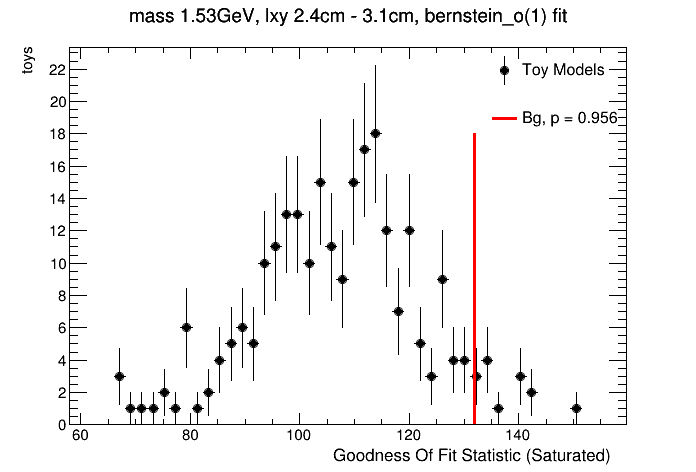 mass 1.53GeV, lxy 2.4cm - 3.1cm, bernstein_o(1) fit
toys
22
20
18
16
14
12
10
8
6
4
2
0
Toy Models
Bg, p = 0.956
60 80 100 120 140
Goodness Of Fit Statistic (Saturated)